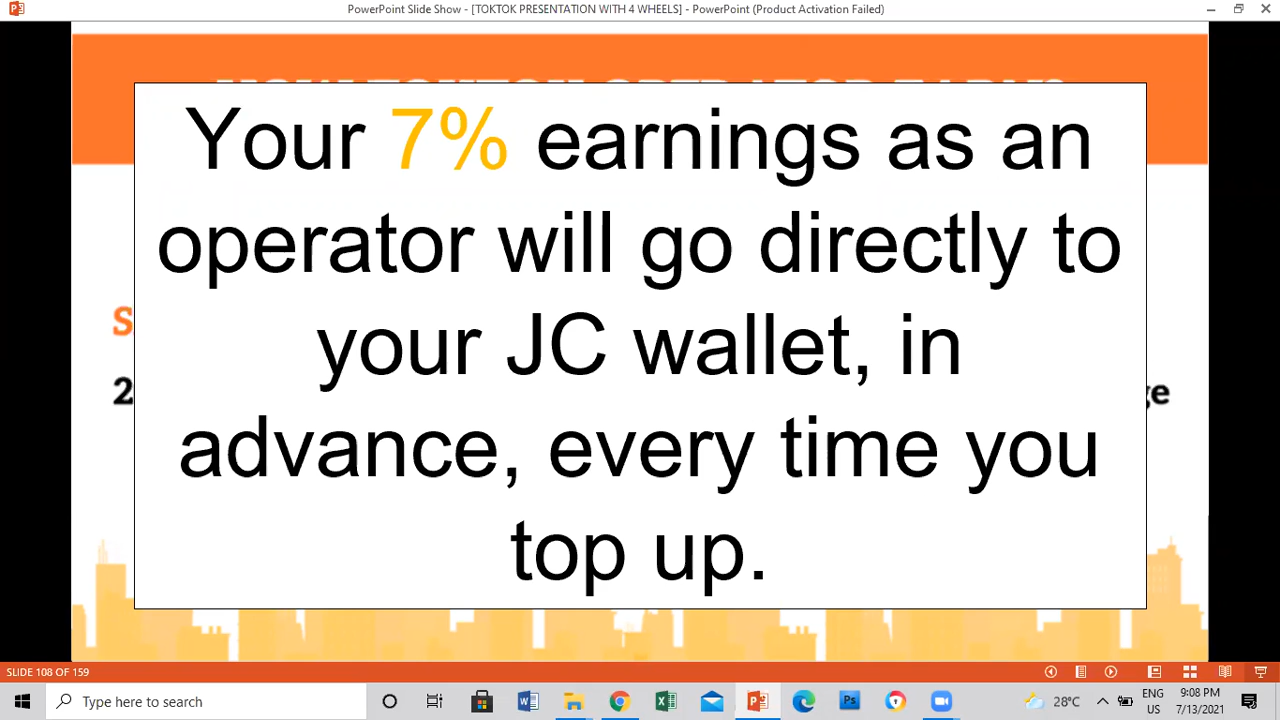 PowerPoint Slide Show - [TOKTOK PRESENTATION WITH 4 WHEELS] - PowerPoint (Product Activation Failed)
Your 7% earnings as an
operator will go directly to
your JC wallet, in
advance, every time you
top up.
S
2
ge
SLIDE 108 OF 159
Type here to search
28°C
ENG
US
9:08 PM
7/13/2021